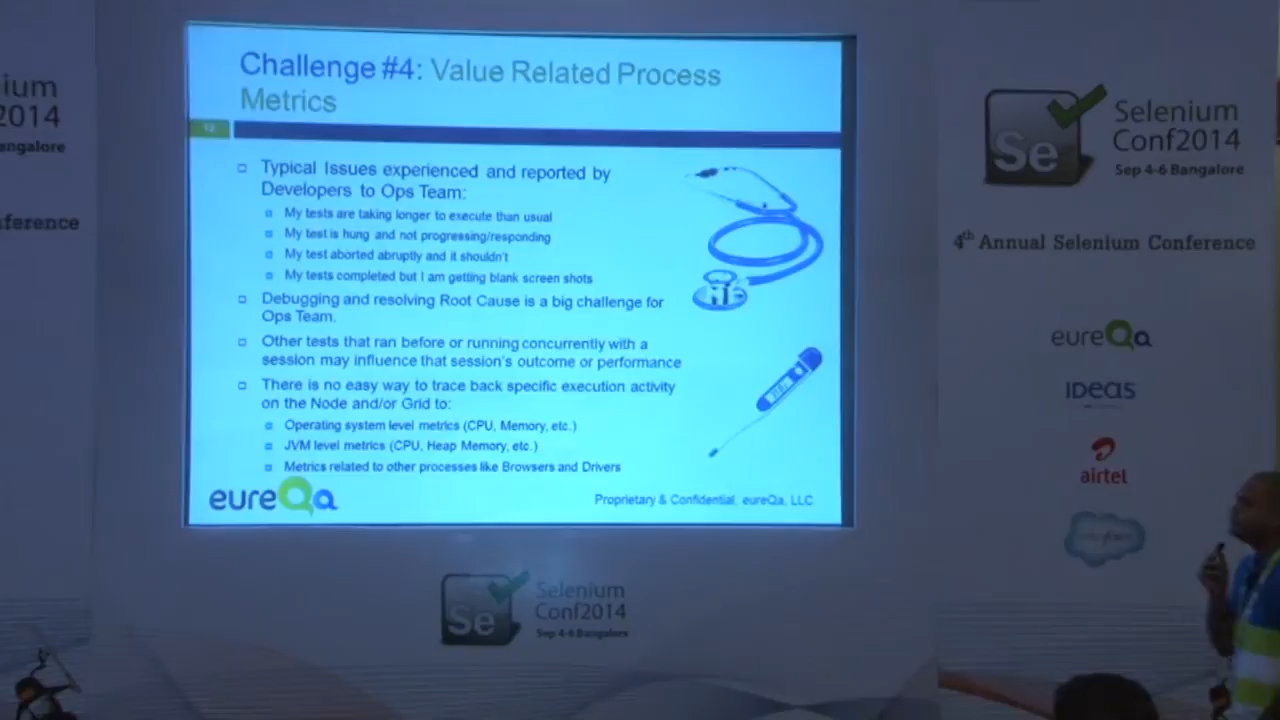 ium
2014
angalore
ference
Challenge #4: Value Related Process
Metrics
Typical Issues experienced and reported by
Developers to Ops Team:
My tests are taking longer to execute than usual
My test is hung and not progressing/responding
My test aborted abruptly and it shouldn't
My tests completed but I am getting blank screen shots
Debugging and resolving Root Cause is a big challenge for
Ops Team.
Other tests that ran before or running concurrently with a
session may influence that session's outcome or performance
There is no easy way to trace back specific execution activity
on the Node and/or Grid to:
Operating system level metrics (CPU, Memory, etc.)
JVM level metrics (CPU, Heap Memory, etc.)
Metrics related to other processes like Browsers and Drivers
eureQa
Proprietary & Confidential, eureQa, LLC
Se
Selenium
Conf2014
Sep 4-6 Bangalore
Se
Selenium
Conf2014
Sep 4-6 Bangalore
4th Annual Selenium Conference
eureQa
IDeaS
airtel